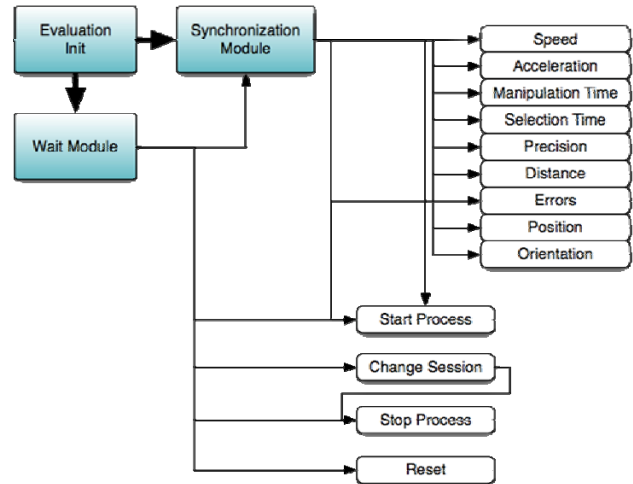 Evaluation
Init
Synchronization
Module
Wait Module
Speed
Acceleration
Manipulation Time
Selection Time
Precision
Distance
Errors
Position
Orientation
Start Process
Change Session
Stop Process
Reset